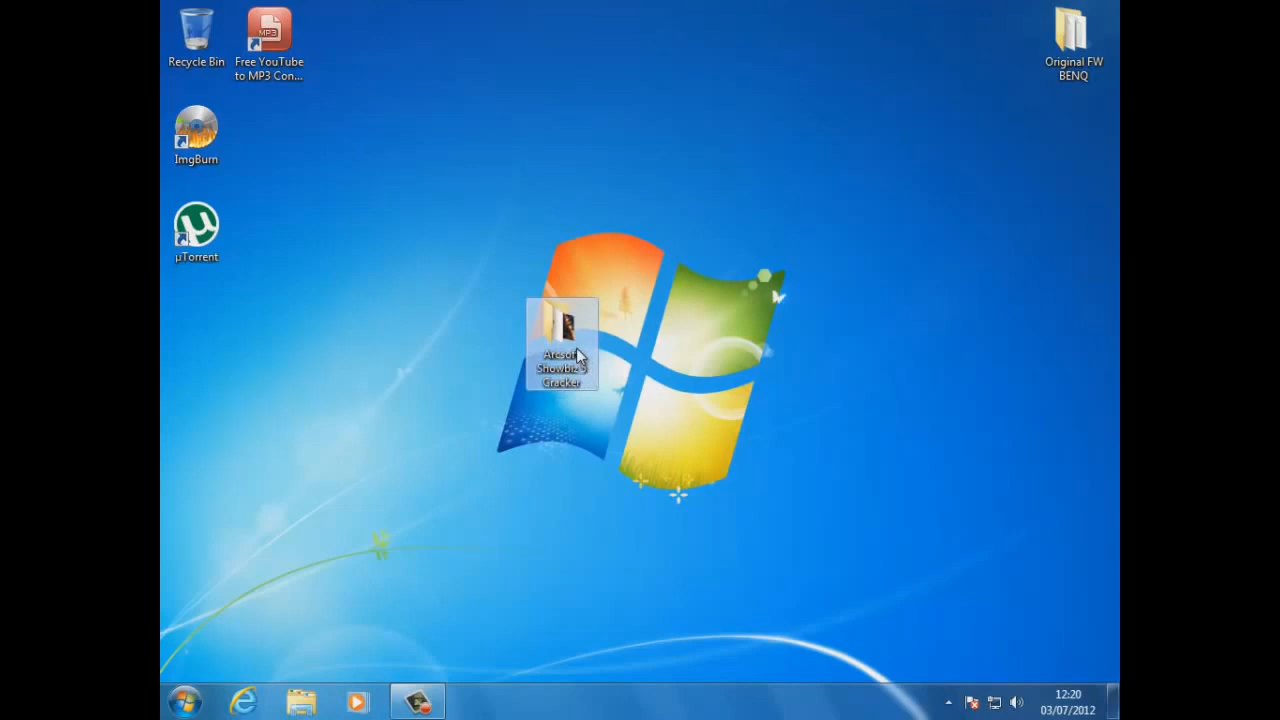 Recycle Bin
Free YouTube
to MP3 Con...
MP3
Original FW
BENQ
ImgBurn
µTorrent
Arcsoft
Showbiz 5
Cracker
12:20
03/07/2012